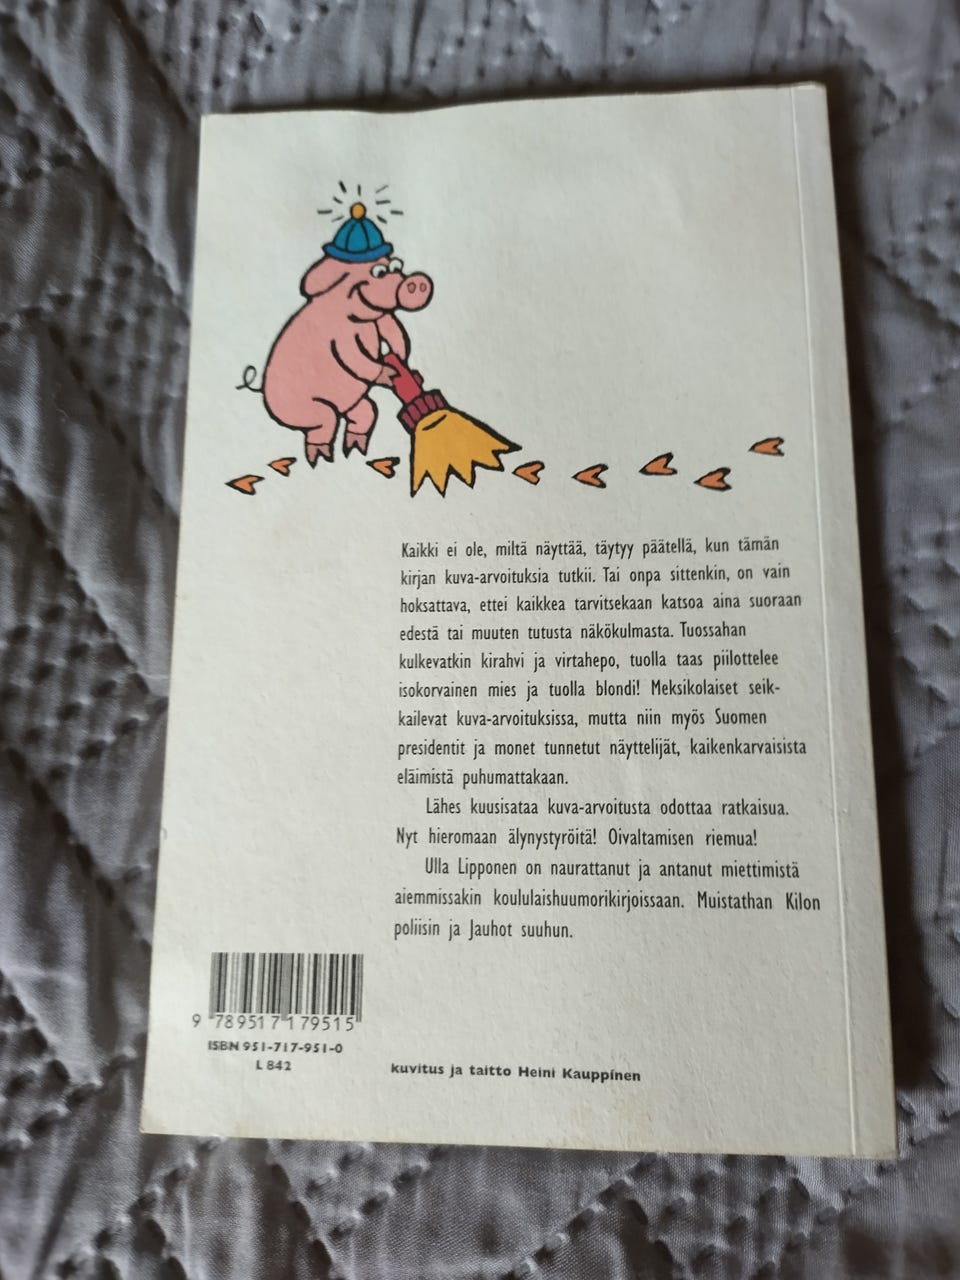 Kaikki ei ole, miltä näyttää, täytyy päätellä, kun tämän
kirjan kuva-arvoituksia tutkii. Tai onpa sittenkin, on vain
hoksattava, ettei kaikkea tarvitsekaan katsoa aina suoraan
edestä tai muuten tutusta näkökulmasta. Tuossahan
kulkevatkin kirahvi ja virtahepo, tuolla taas piilottelee
isokorvainen mies ja tuolla blondi! Meksikolaiset seik-
kailevat kuva-arvoituksissa, mutta niin myös Suomen
presidentit ja monet tunnetut näyttelijät, kaikenkarvaisista
eläimistä puhumattakaan.
Lähes kuusisataa kuva-arvoitusta odottaa ratkaisua.
Nyt hieromaan älynystyröitä! Oivaltamisen riemua!
Ulla Lipponen on naurattanut ja antanut miettimistä
aiemmissakin koululaishuumorikirjoissaan. Muistathan Kilon
poliisin ja Jauhot suuhun.
9 789517 179515
ISBN 951-717-951-0
L 842
kuvitus ja taitto Heini Kauppinen